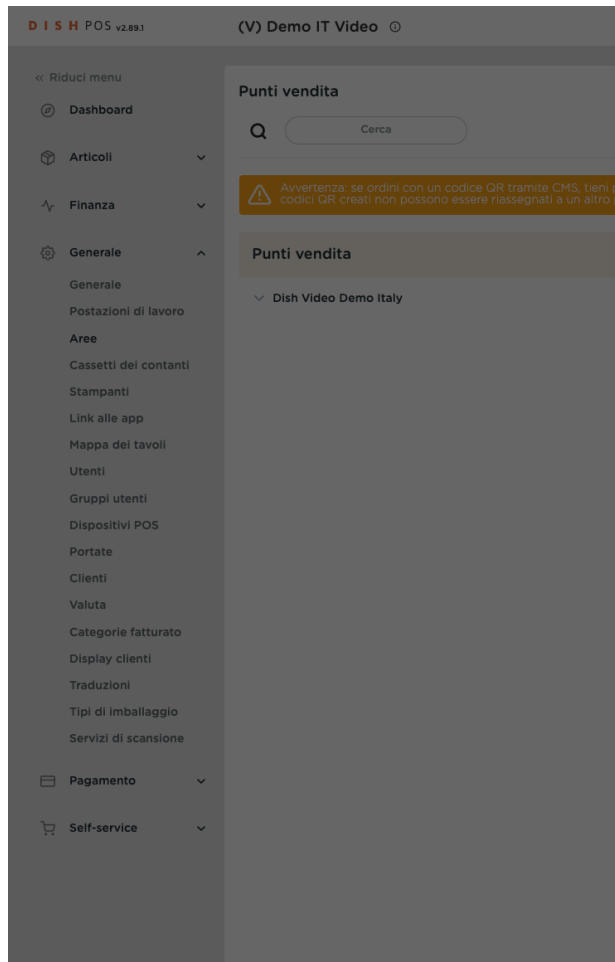 DISH POS v2.89.1
(V) Demo IT Video
« Riduci menu
Dashboard
Articoli
Finanza
Generale
Generale
Postazioni di lavoro
Aree
Cassetti dei contanti
Stampanti
Link alle app
Mappa dei tavoli
Utenti
Gruppi utenti
Dispositivi POS
Portate
Clienti
Valuta
Categorie fatturato
Display clienti
Traduzioni
Tipi di imballaggio
Servizi di scansione
Pagamento
Self-service
Punti vendita
Cerca
Avvertenza: se ordini con un codice QR tramite CMS, tieni
codici QR creati non possono essere riassegnati a un altro
Punti vendita
Dish Video Demo Italy